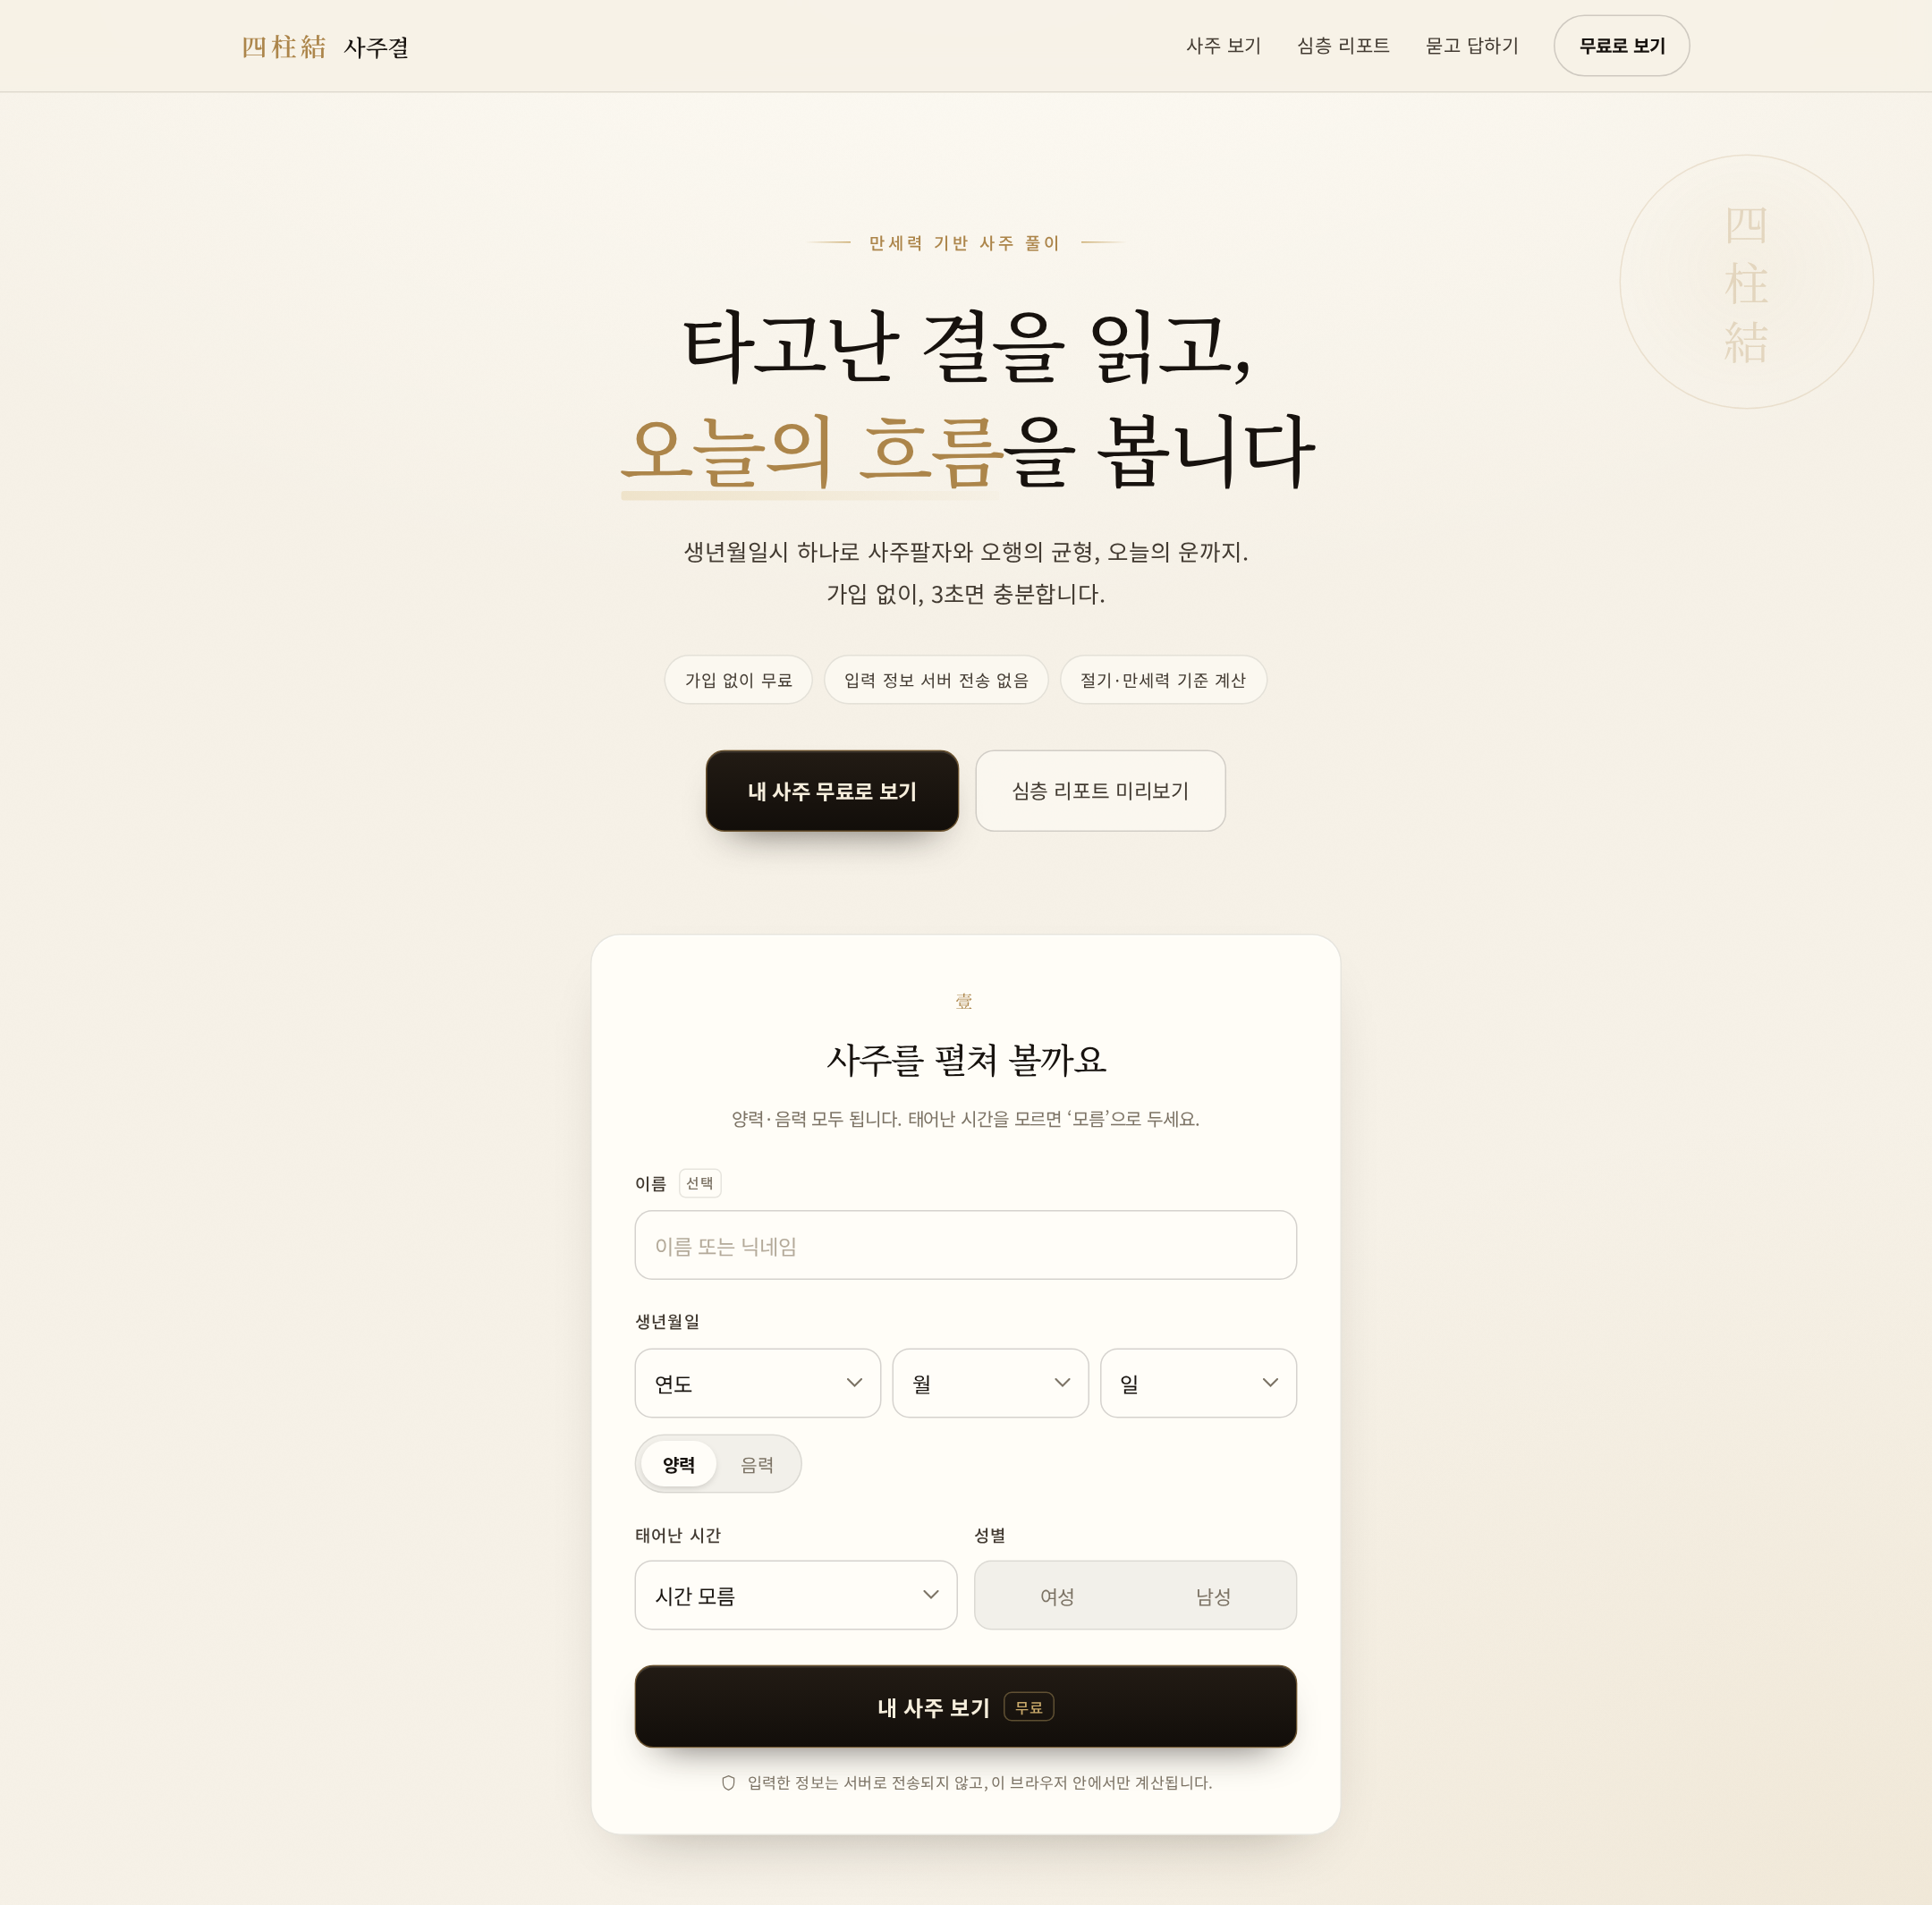 四柱結 사주결
사주 보기 심층 리포트 묻고 답하기 무료로 보기
四
柱
結
만세력 기반 사주 풀이
타고난 결을 읽고,
오늘의 흐름을 봅니다
생년월일시 하나로 사주팔자와 오행의 균형, 오늘의 운까지.
가입 없이, 3초면 충분합니다.
가입 없이 무료 입력 정보 서버 전송 없음 절기·만세력 기준 계산
내 사주 무료로 보기 심층 리포트 미리보기
壹
사주를 펼쳐 볼까요
양력·음력 모두 됩니다. 태어난 시간을 모르면 ‘모름’으로 두세요.
이름 선택
이름 또는 닉네임
생년월일
연도 월 일
양력 음력
태어난 시간 성별
시간 모름 여성 남성
내 사주 보기 무료
입력한 정보는 서버로 전송되지 않고, 이 브라우저 안에서만 계산됩니다.